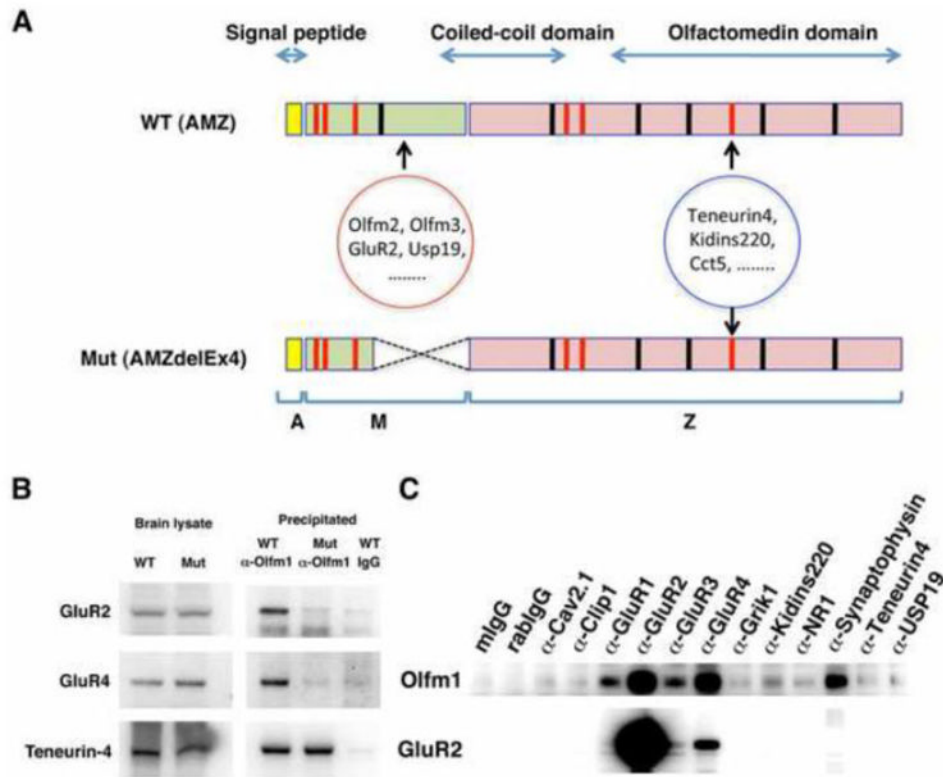 A
Signal peptide
Coiled-coil domain
Olfactomedin domain
WT (AMZ)
Olfm2, Olfm3,
GluR2, Usp19,
........
Teneurin4,
Kidins220,
Cct5, ........
Mut (AMZdelEx4)
A
M
Z
B
Brain lysate
WT
Mut
Precipitated
WT
α-Olfm1
Mut
α-Olfm1
WT
IgG
GluR2
GluR4
Teneurin-4
C
mIgG
rabIgG
α-Cav2.1
α-Clip1
α-GluR1
α-GluR2
α-GluR3
α-GluR4
α-Grik1
α-Kidins220
α-NR1
α-Synaptophysin
α-Teneurin4
α-USP19
Olfm1
GluR2